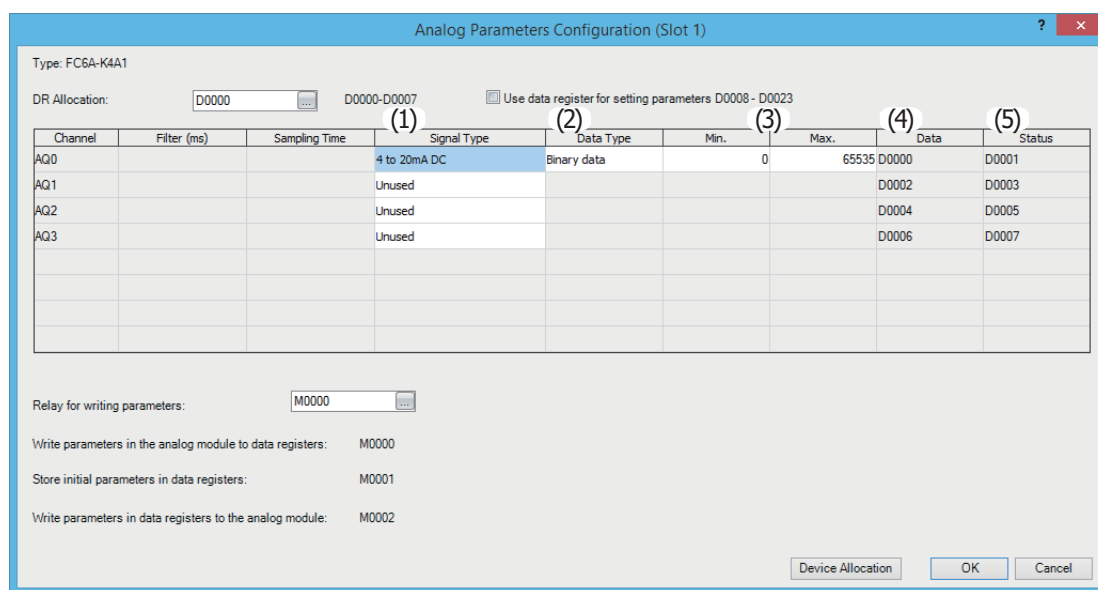 Analog Parameters Configuration (Slot 1)
? ×
Type: FC6A-K4A1
DR Allocation: D0000 ... D0000-D0007 Use data register for setting parameters D0008 - D0023
(1) (2) (3) (4) (5)
Channel Filter (ms) Sampling Time Signal Type Data Type Min. Max. Data Status
AQ0 4 to 20mA DC Binary data 0 65535 D0000 D0001
AQ1 Unused D0002 D0003
AQ2 Unused D0004 D0005
AQ3 Unused D0006 D0007
Relay for writing parameters: M0000 ...
Write parameters in the analog module to data registers: M0000
Store initial parameters in data registers: M0001
Write parameters in data registers to the analog module: M0002
Device Allocation OK Cancel